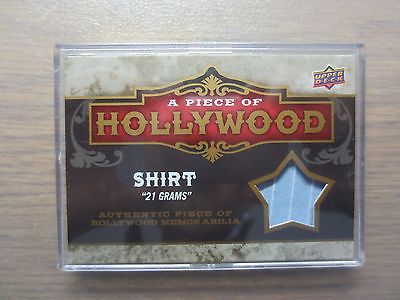 UPPER DECK
A PIECE OF
HOLLYWOOD
SHIRT
"21 GRAMS"
AUTHENTIC PIECE OF
HOLLYWOOD MEMORABILIA